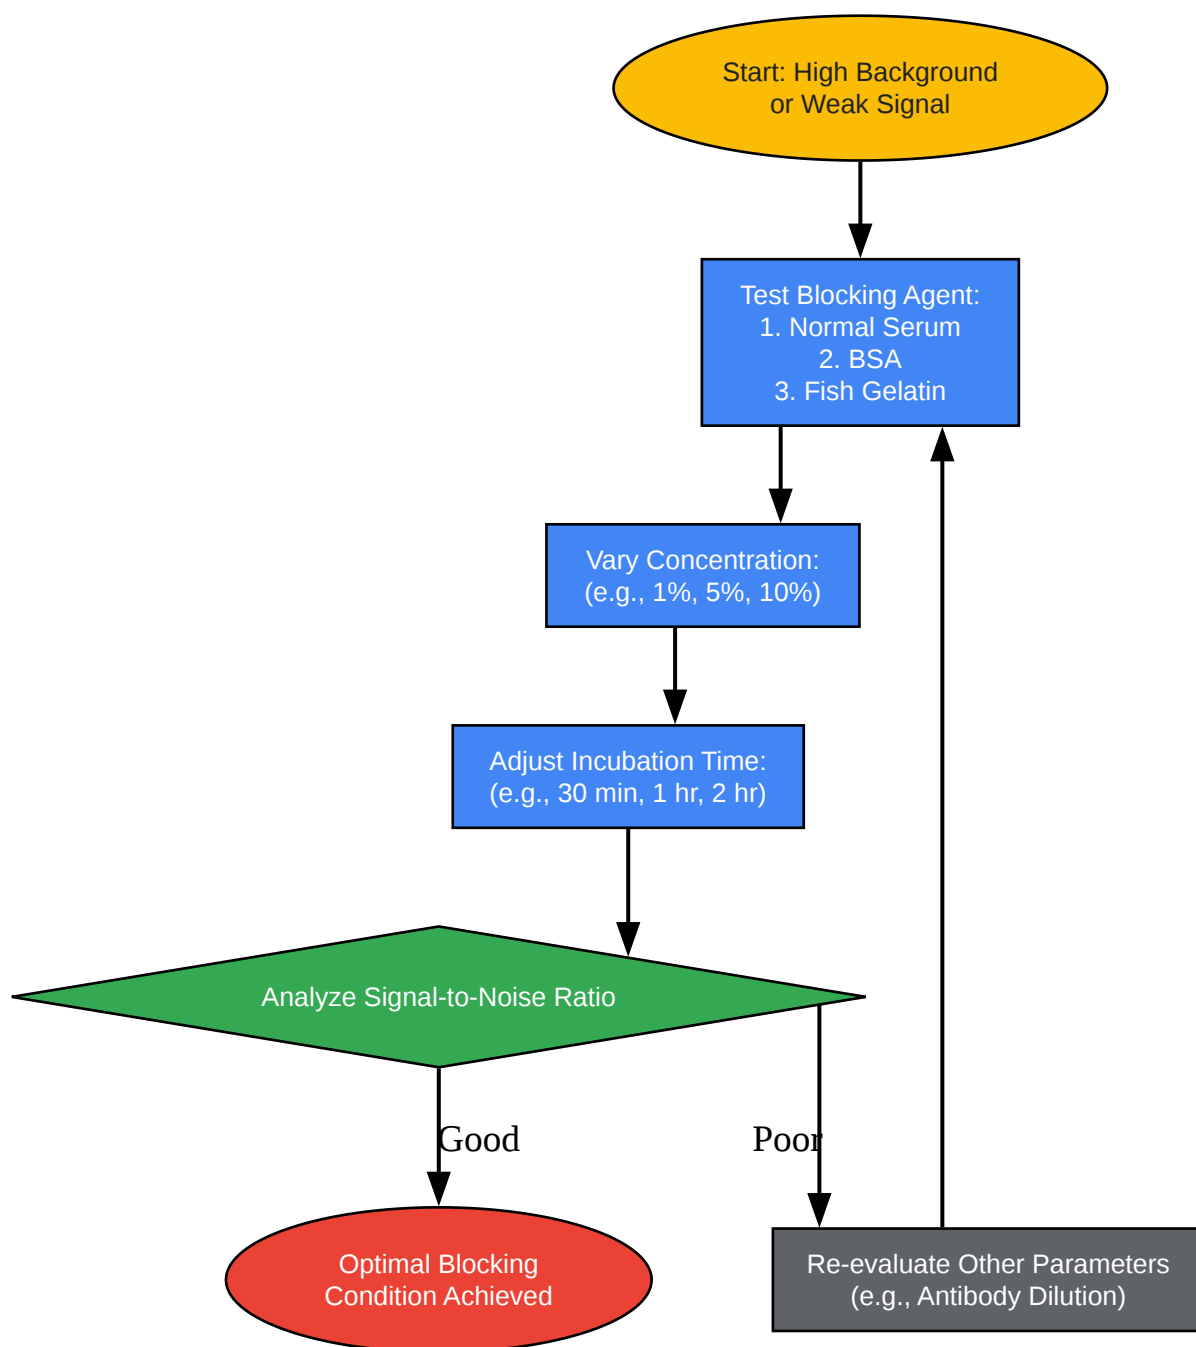 Start: High Background
or Weak Signal
Test Blocking Agent:
1. Normal Serum
2. BSA
3. Fish Gelatin
Vary Concentration:
(e.g., 1%, 5%, 10%)
Adjust Incubation Time:
(e.g., 30 min, 1 hr, 2 hr)
Analyze Signal-to-Noise Ratio
Good
Poor
Optimal Blocking
Condition Achieved
Re-evaluate Other Parameters
(e.g., Antibody Dilution)